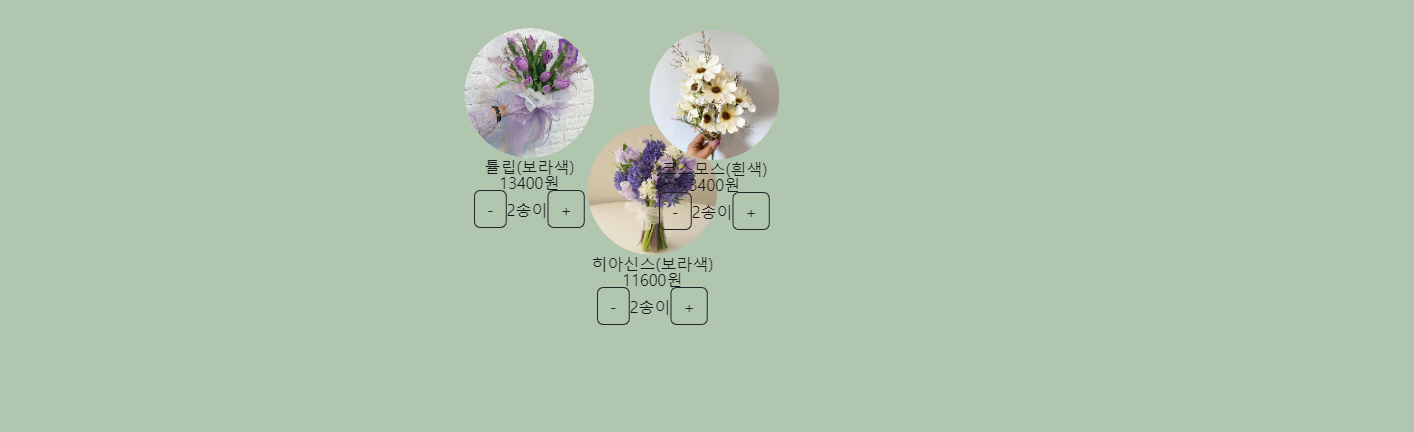 튤립(보라색)
13400원
- 2송이 +
코스모스(흰색)
3400원
- 2송이 +
히아신스(보라색)
11600원
- 2송이 +